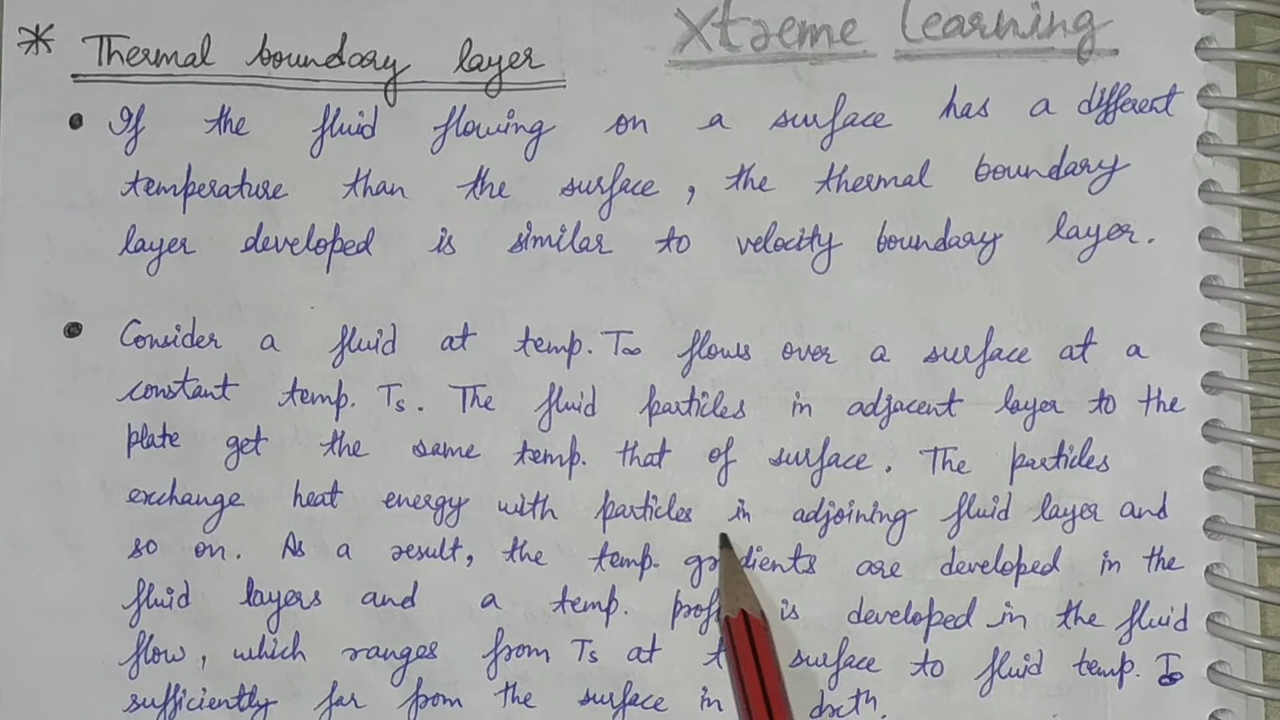 Xtreme Learning
* Thermal boundary layer
• If the fluid flowing on a surface has a different
temperature than the surface, the thermal boundary
layer developed is similar to velocity boundary layer.
• Consider a fluid at temp. T∞ flows over a surface at a
constant temp. Ts. The fluid particles in adjacent layer to the
plate get the same temp. that of surface. The particles
exchange heat energy with particles in adjoining fluid layer and
so on. As a result, the temp. gradients are developed in the
fluid layers and a temp. is developed in the fluid
flow, which ranges from Ts at surface to fluid temp. T∞
sufficiently far from the surface in